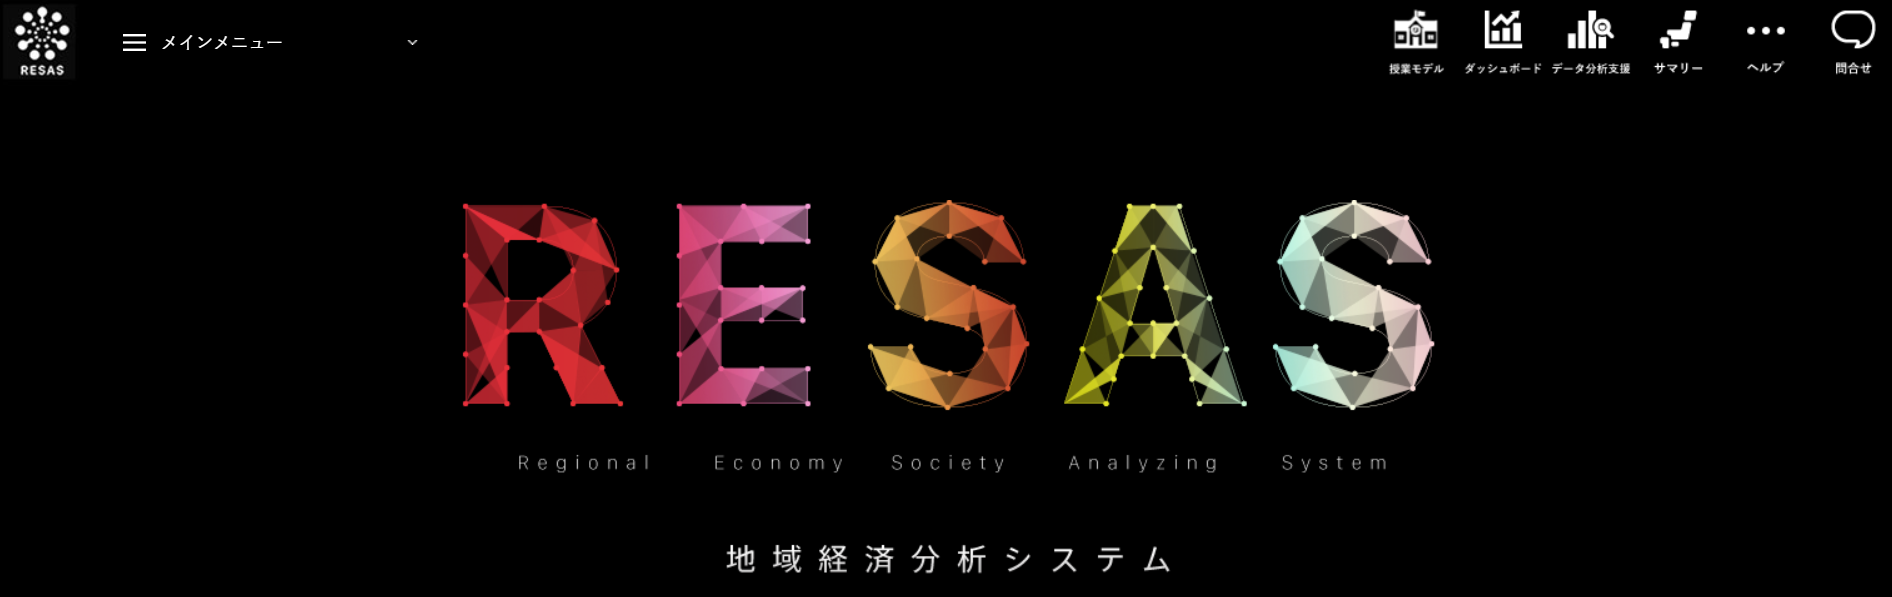 RESAS
メインメニュー
授業モデル
ダッシュボード
データ分析支援
サマリー
ヘルプ
問合せ
RESAS
Regional Economy Society Analyzing System
地域経済分析システム